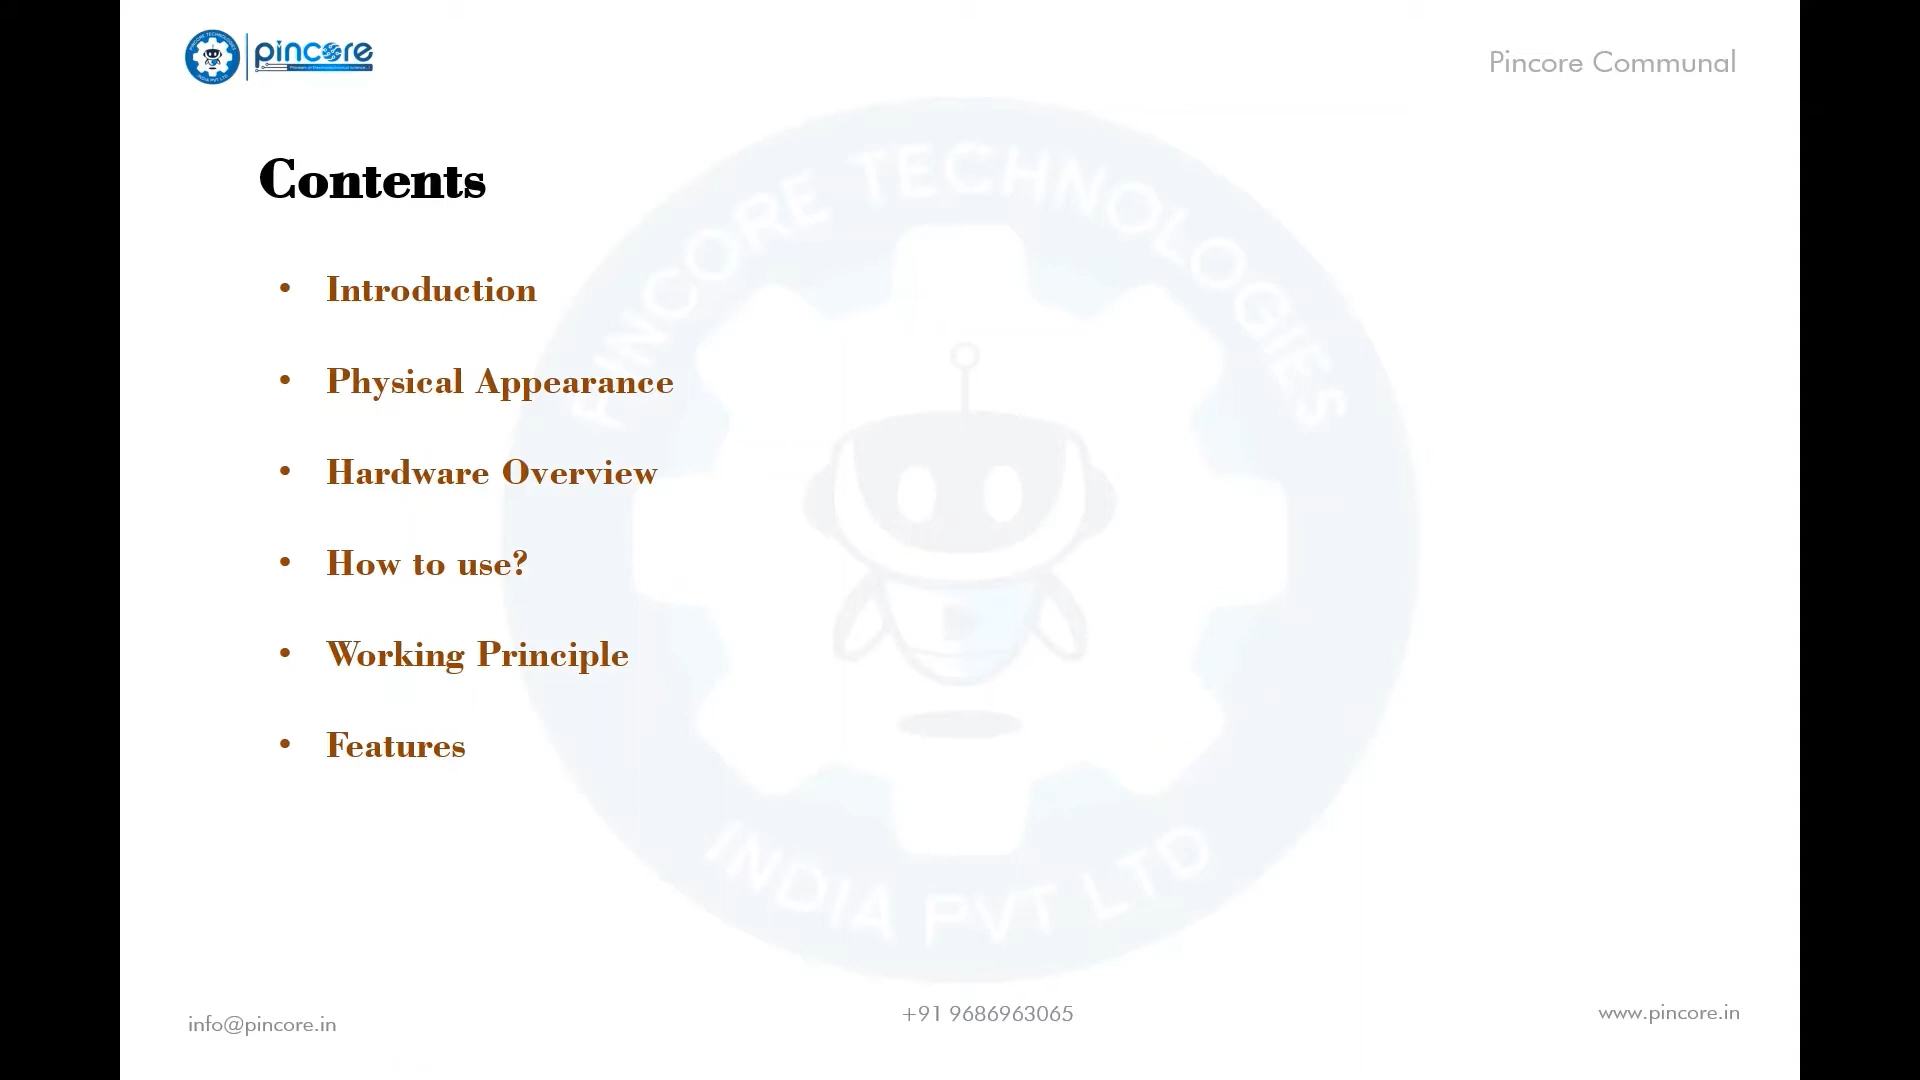 pincore
Pincore Communal
PINCORE TECHNOLOGIES
Contents
• Introduction
• Physical Appearance
• Hardware Overview
• How to use?
• Working Principle
• Features
INDIA PVT LTD
info@pincore.in
+91 9686963065
www.pincore.in